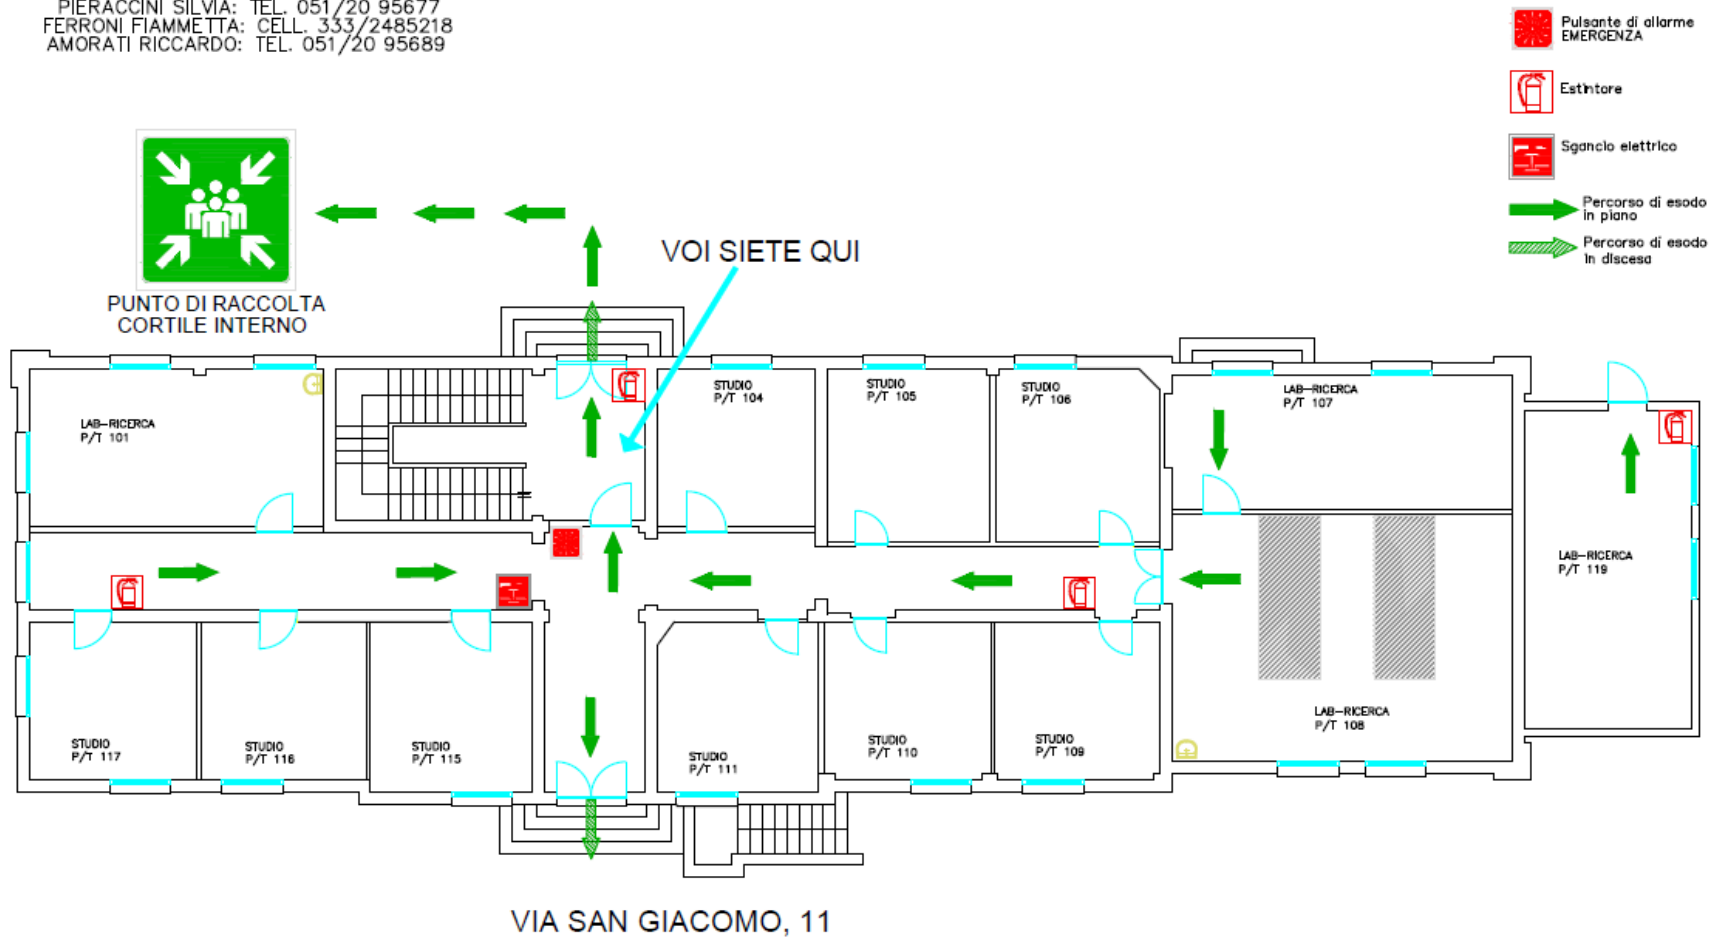 PIERACCINI SILVIA: TEL. 051/20 95677
FERRONI FIAMMETTA: CELL. 333/2485218
AMORATI RICCARDO: TEL. 051/20 95689
Pulsante di allarme
EMERGENZA
Estintore
Sgancio elettrico
Percorso di esodo
in piano
Percorso di esodo
in discesa
VOI SIETE QUI
PUNTO DI RACCOLTA
CORTILE INTERNO
LAB-RICERCA
P/T 101
STUDIO
P/T 104
STUDIO
P/T 105
STUDIO
P/T 106
LAB-RICERCA
P/T 107
LAB-RICERCA
P/T 119
STUDIO
P/T 117
STUDIO
P/T 116
STUDIO
P/T 115
STUDIO
P/T 111
STUDIO
P/T 110
STUDIO
P/T 109
LAB-RICERCA
P/T 108
VIA SAN GIACOMO, 11